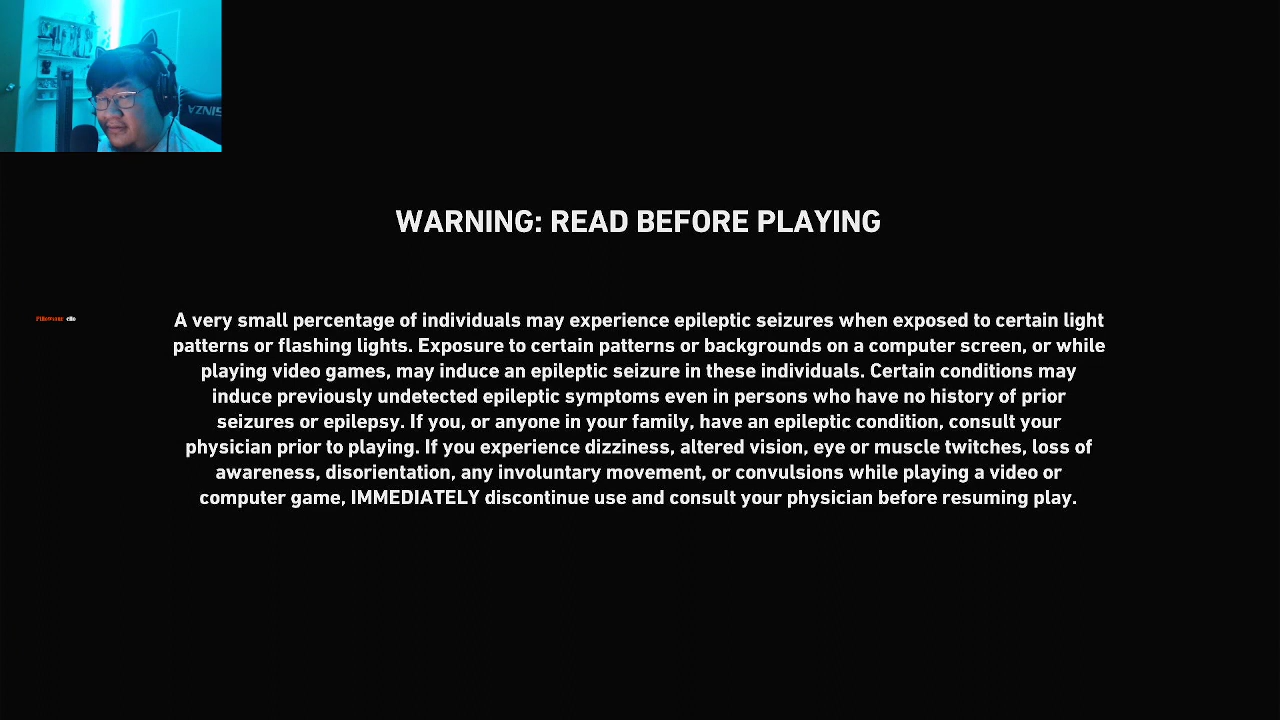 WARNING: READ BEFORE PLAYING
A very small percentage of individuals may experience epileptic seizures when exposed to certain light
patterns or flashing lights. Exposure to certain patterns or backgrounds on a computer screen, or while
playing video games, may induce an epileptic seizure in these individuals. Certain conditions may
induce previously undetected epileptic symptoms even in persons who have no history of prior
seizures or epilepsy. If you, or anyone in your family, have an epileptic condition, consult your
physician prior to playing. If you experience dizziness, altered vision, eye or muscle twitches, loss of
awareness, disorientation, any involuntary movement, or convulsions while playing a video or
computer game, IMMEDIATELY discontinue use and consult your physician before resuming play.